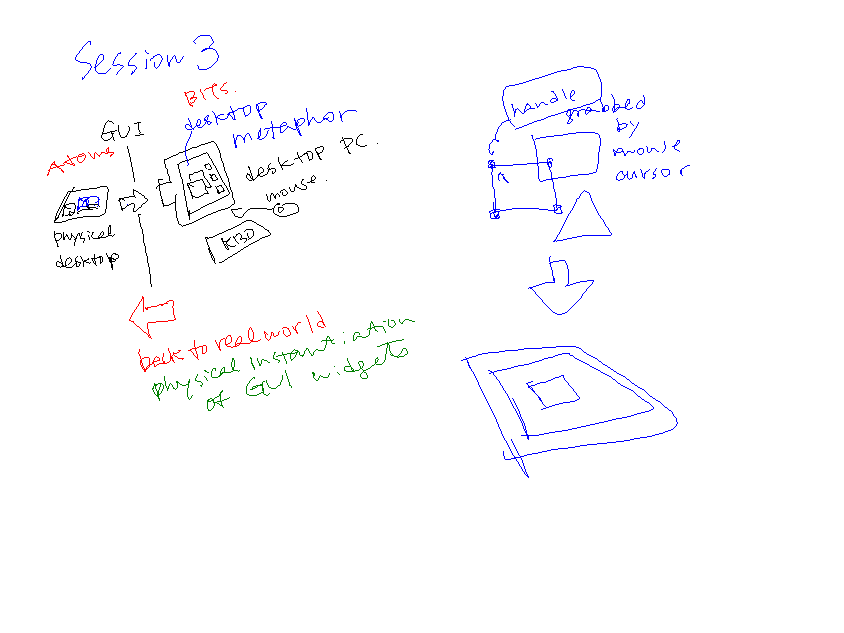 Session 3
BITS.
desktop
metaphor
GUI
Atoms
desktop PC.
mouse.
KBD
physical
desktop
back to real world
physical instantiation
of GUI widgets
handle
grabbed
by
mouse
cursor